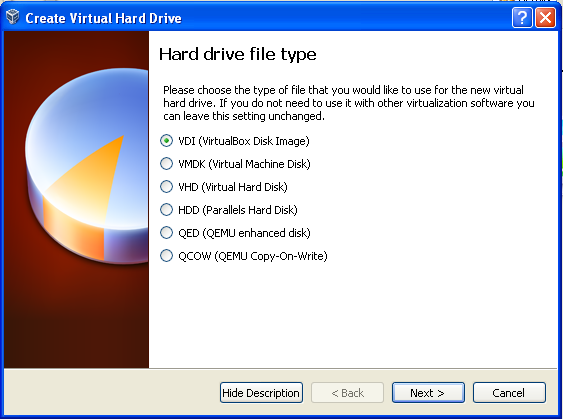 Create Virtual Hard Drive
Hard drive file type
Please choose the type of file that you would like to use for the new virtual
hard drive. If you do not need to use it with other virtualization software you
can leave this setting unchanged.
VDI (VirtualBox Disk Image)
VMDK (Virtual Machine Disk)
VHD (Virtual Hard Disk)
HDD (Parallels Hard Disk)
QED (QEMU enhanced disk)
QCOW (QEMU Copy-On-Write)
Hide Description
< Back
Next >
Cancel